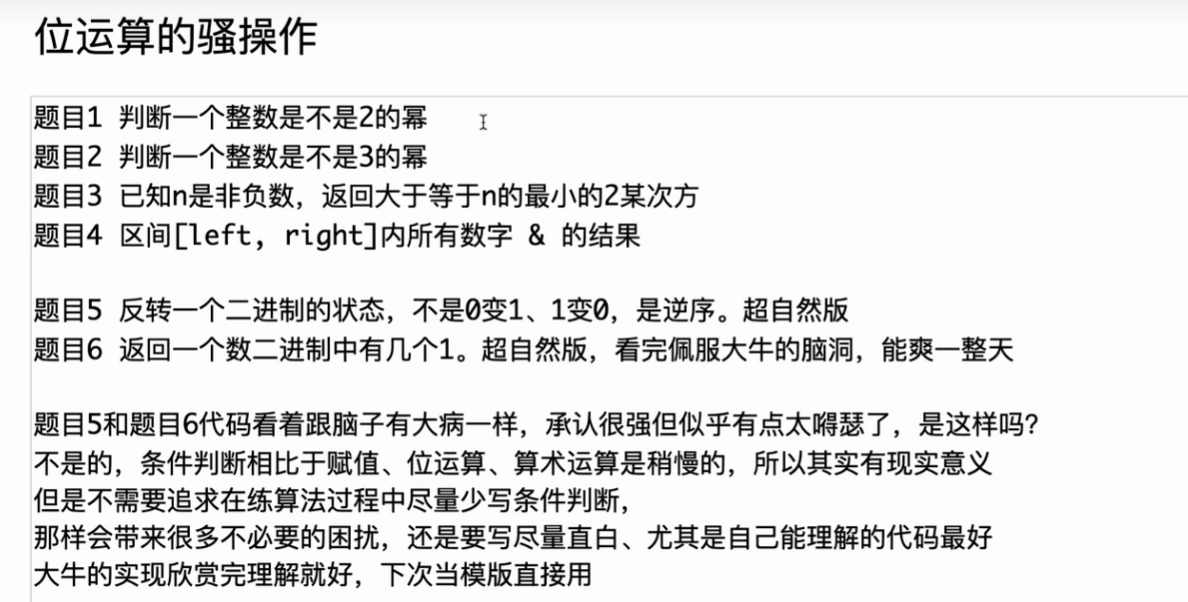 位运算的骚操作
题目1 判断一个整数是不是2的幂
题目2 判断一个整数是不是3的幂
题目3 已知n是非负数，返回大于等于n的最小的2某次方
题目4 区间[left, right]内所有数字 & 的结果
题目5 反转一个二进制的状态，不是0变1、1变0，是逆序。超自然版
题目6 返回一个数二进制中有几个1。超自然版，看完佩服大牛的脑洞，能爽一整天
题目5和题目6代码看着跟脑子有大病一样，承认很强但似乎有点太嘚瑟了，是这样吗？
不是的，条件判断相比于赋值、位运算、算术运算是稍慢的，所以其实有现实意义
但是不需要追求在练算法过程中尽量少写条件判断，
那样会带来很多不必要的困扰，还是要写尽量直白、尤其是自己能理解的代码最好
大牛的实现欣赏完理解就好，下次当模版直接用